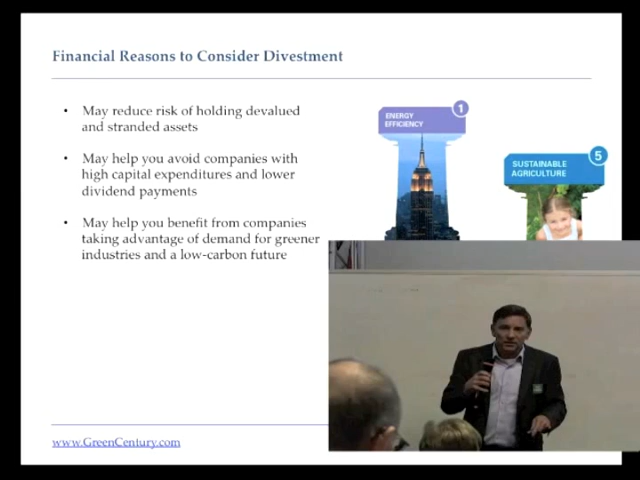 Financial Reasons to Consider Divestment
• May reduce risk of holding devalued
and stranded assets
• May help you avoid companies with
high capital expenditures and lower
dividend payments
• May help you benefit from companies
taking advantage of demand for greener
industries and a low-carbon future
ENERGY
EFFICIENCY
1
SUSTAINABLE
AGRICULTURE
5
www.GreenCentury.com